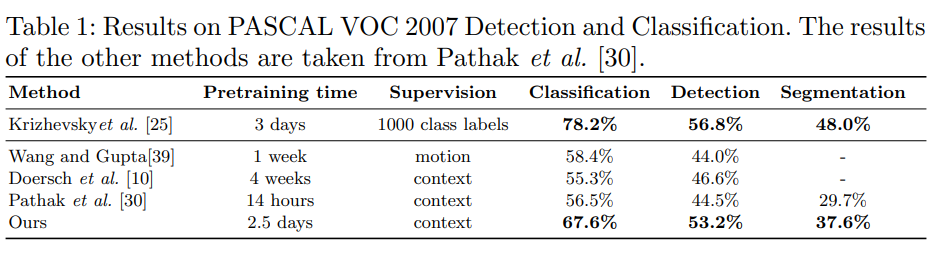 Table 1: Results on PASCAL VOC 2007 Detection and Classification. The results
of the other methods are taken from Pathak et al. [30].
Method Pretraining time Supervision Classification Detection Segmentation
Krizhevskyet al. [25] 3 days 1000 class labels 78.2% 56.8% 48.0%
Wang and Gupta[39] 1 week motion 58.4% 44.0% -
Doersch et al. [10] 4 weeks context 55.3% 46.6% -
Pathak et al. [30] 14 hours context 56.5% 44.5% 29.7%
Ours 2.5 days context 67.6% 53.2% 37.6%